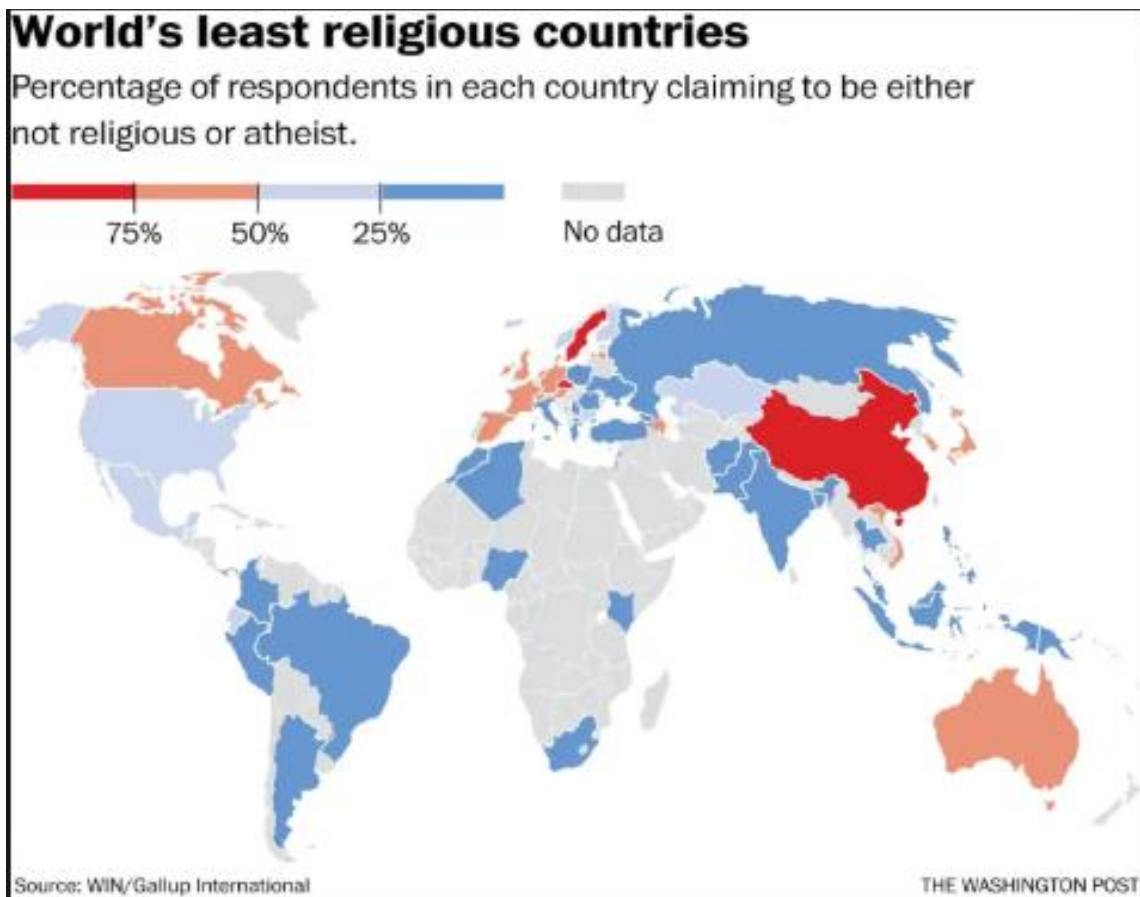 World's least religious countries
Percentage of respondents in each country claiming to be either
not religious or atheist.
75% 50% 25% No data
Source: WIN/Gallup International THE WASHINGTON POST